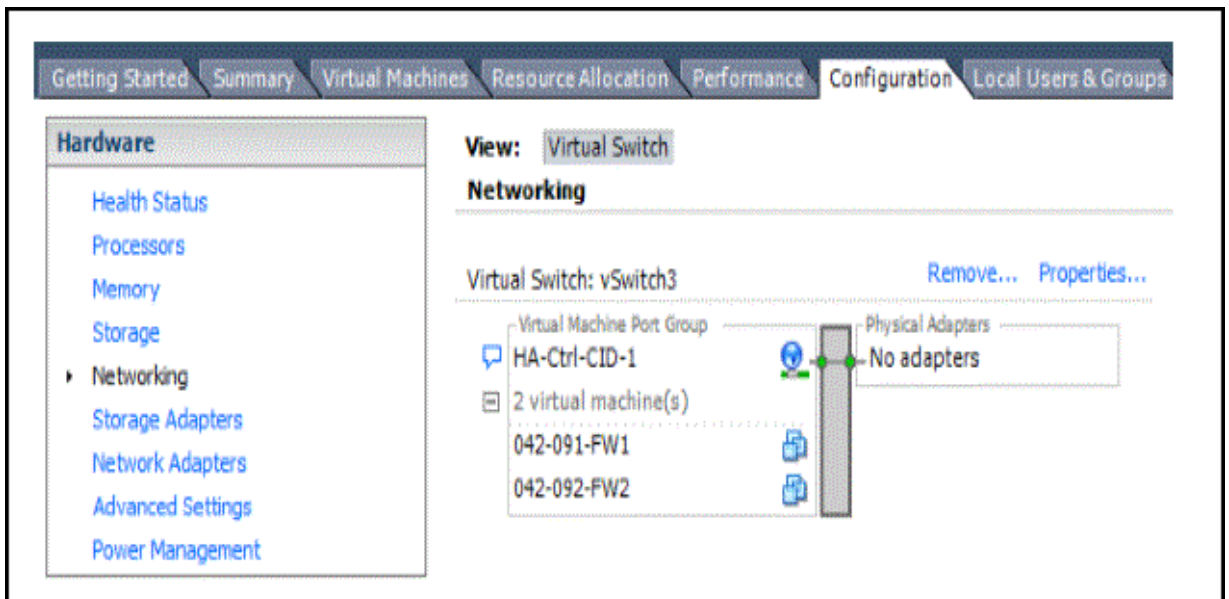 Getting Started Summary Virtual Machines Resource Allocation Performance Configuration Local Users & Groups
Hardware
Health Status
Processors
Memory
Storage
Networking
Storage Adapters
Network Adapters
Advanced Settings
Power Management
View: Virtual Switch
Networking
Virtual Switch: vSwitch3 Remove... Properties...
Virtual Machine Port Group Physical Adapters
HA-Ctrl-CID-1 No adapters
2 virtual machine(s)
042-091-FW1
042-092-FW2